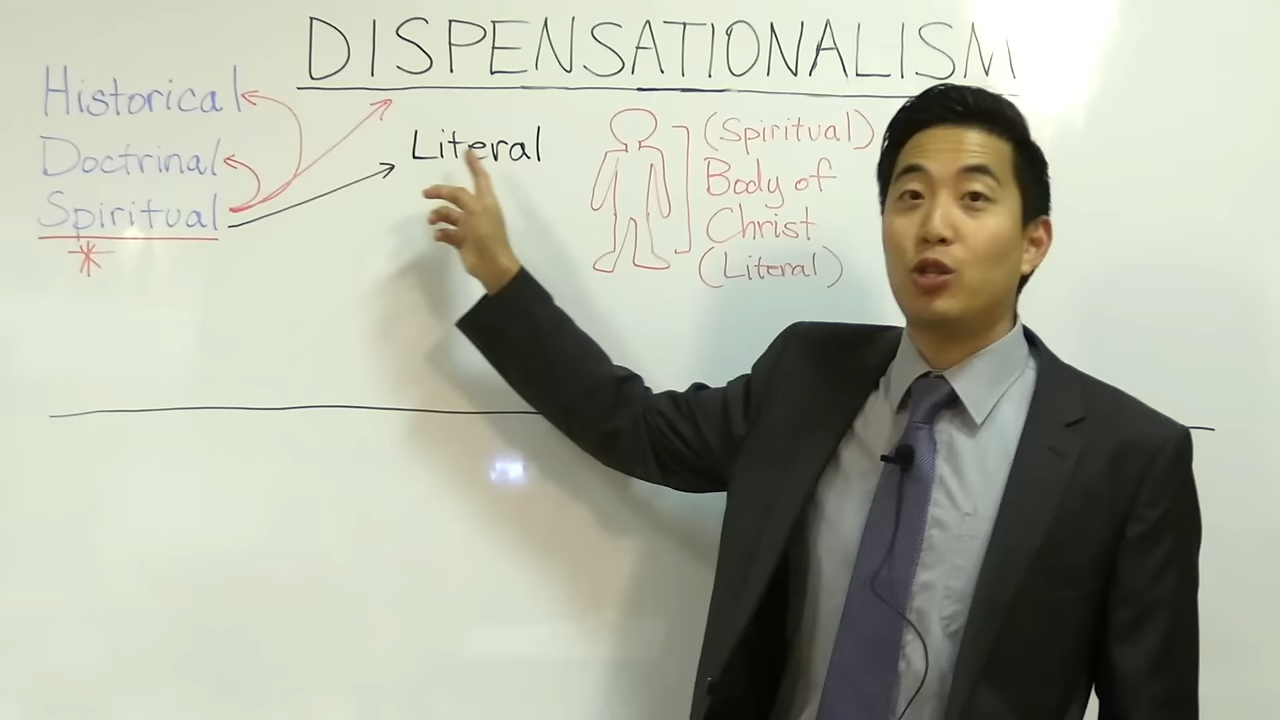 DISPENSATIONALISM
Historical
Doctrinal
Spiritual
*
Literal
(Spiritual)
Body of
Christ
(Literal)